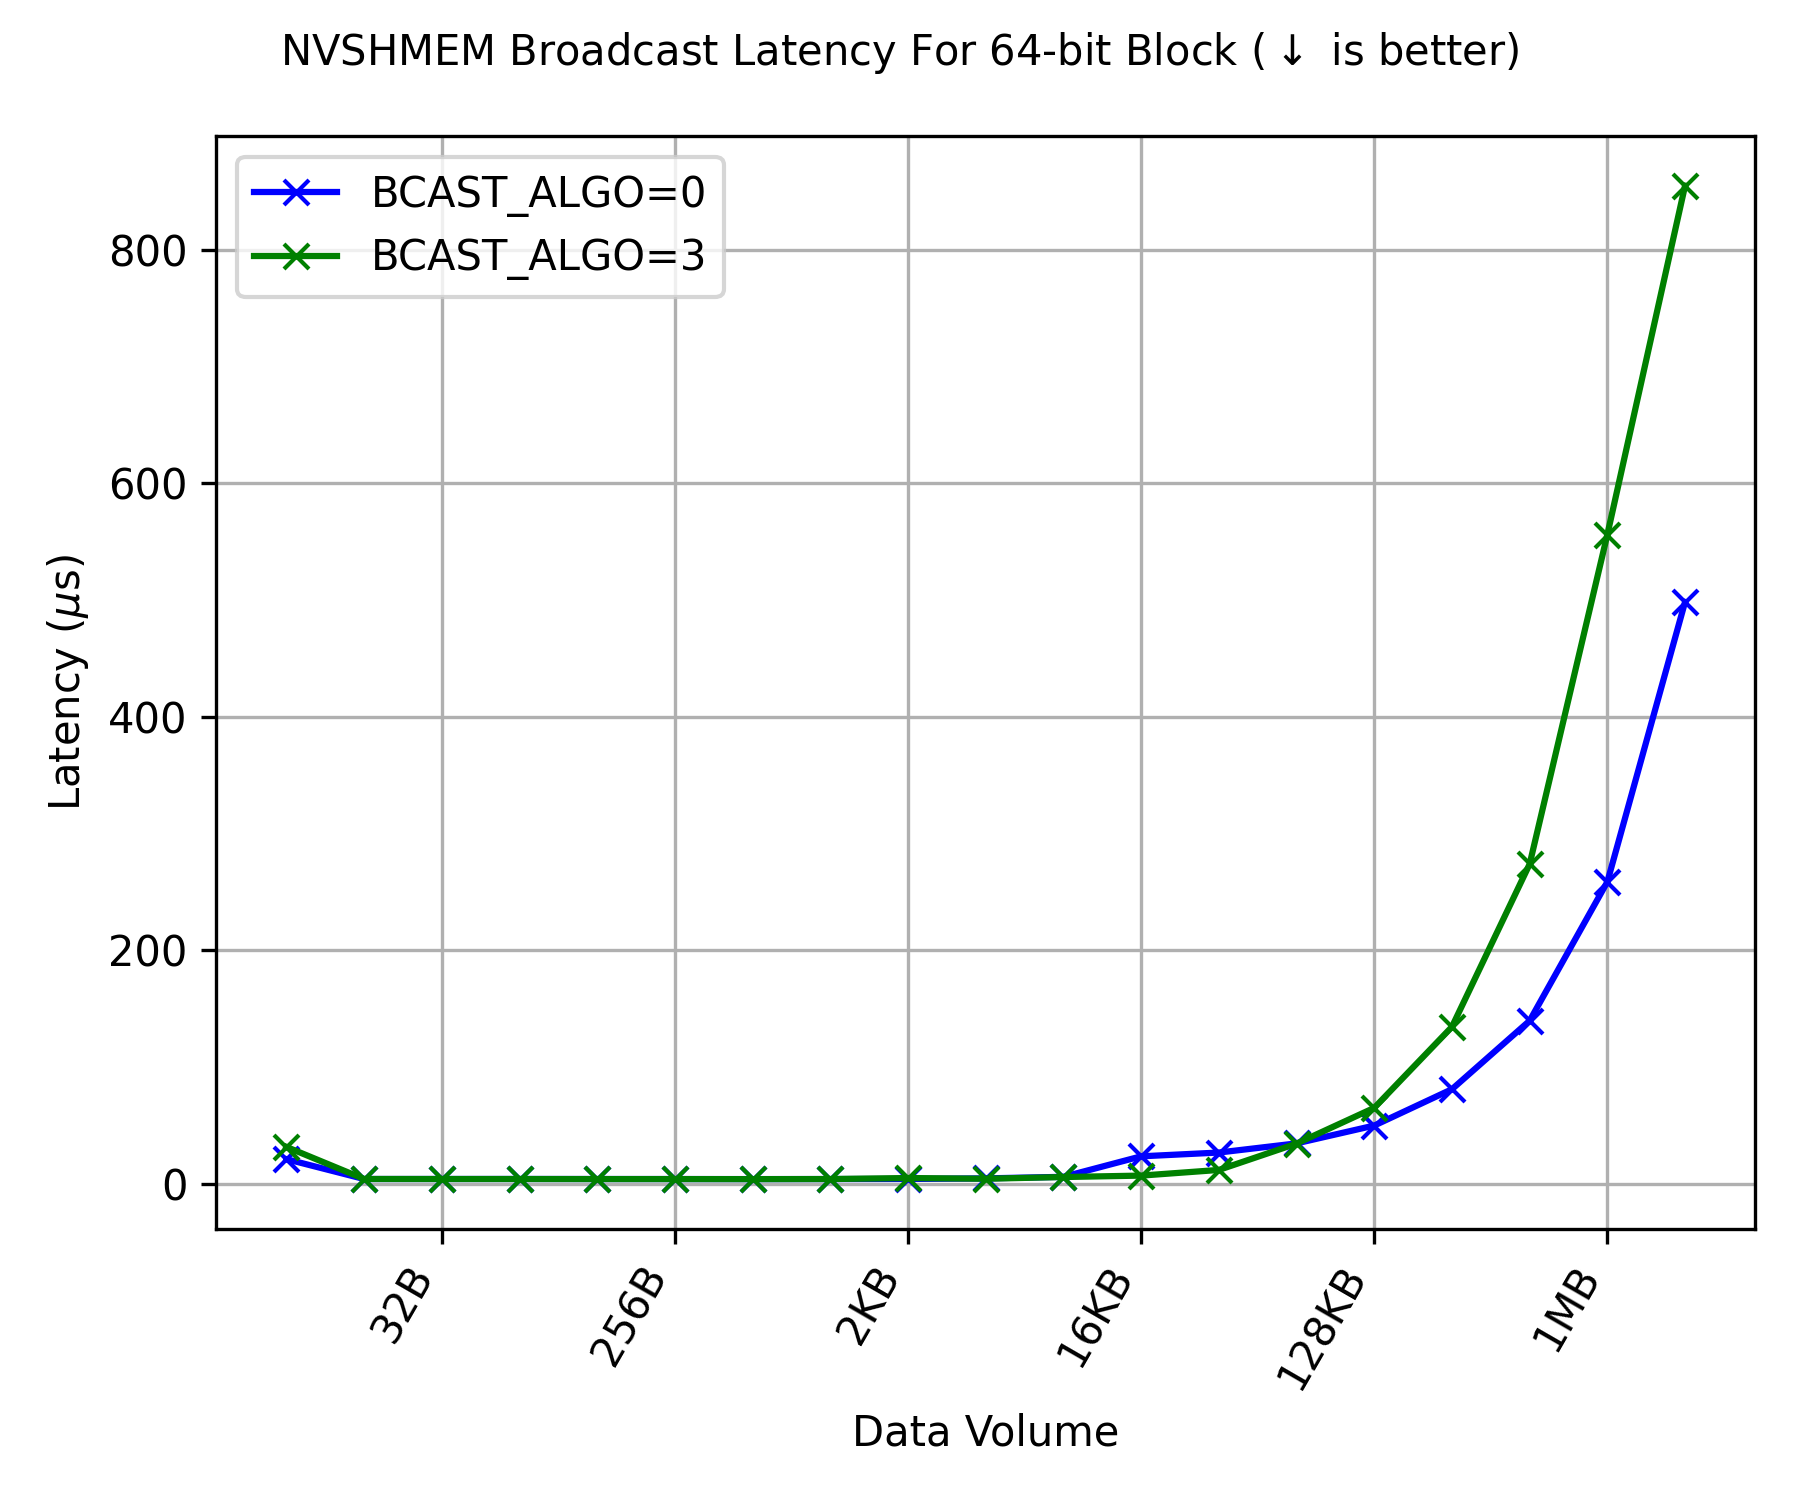 NVSHMEM Broadcast Latency For 64-bit Block (↓ is better)
BCAST_ALGO=0
BCAST_ALGO=3
800
600
400
200
0
Latency (μs)
32B
256B
2KB
16KB
128KB
1MB
Data Volume